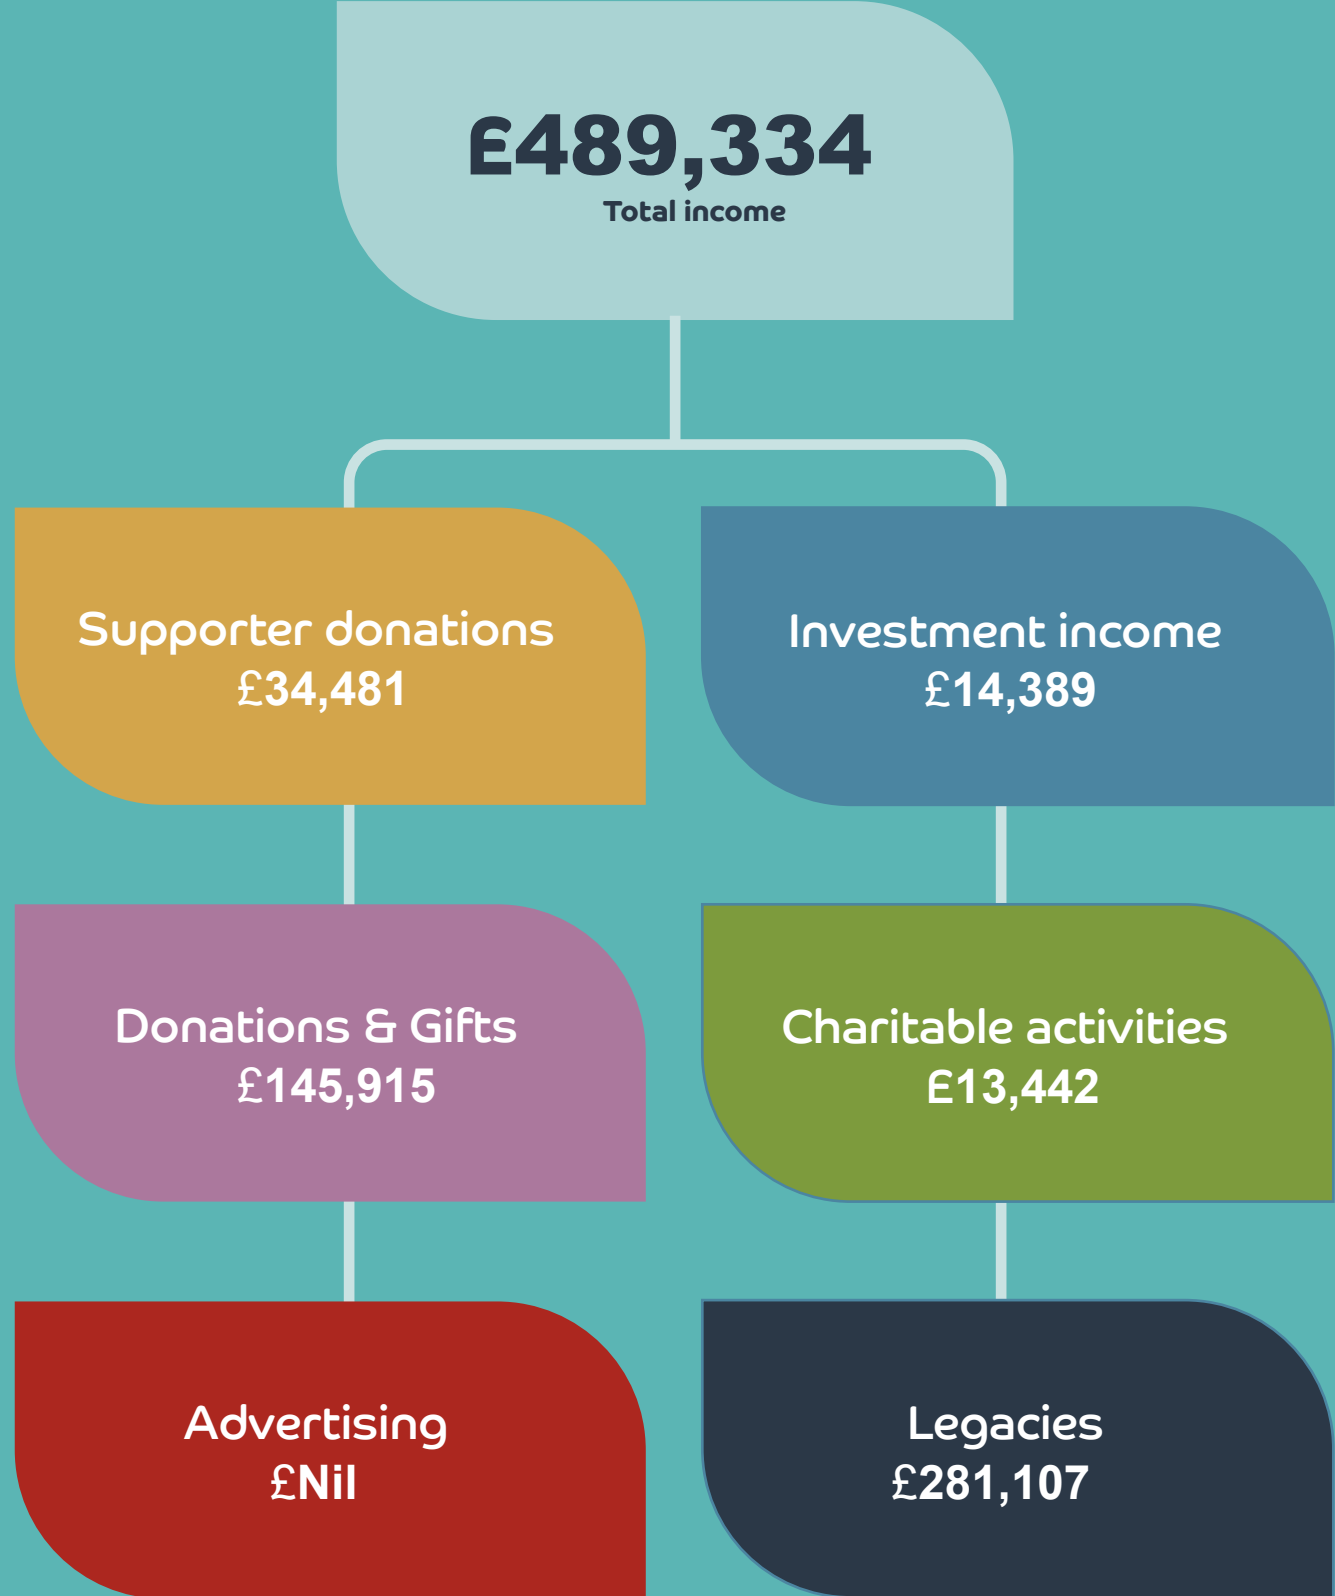 £489,334
Total income
Supporter donations
£34,481
Investment income
£14,389
Donations & Gifts
£145,915
Charitable activities
£13,442
Advertising
£Nil
Legacies
£281,107